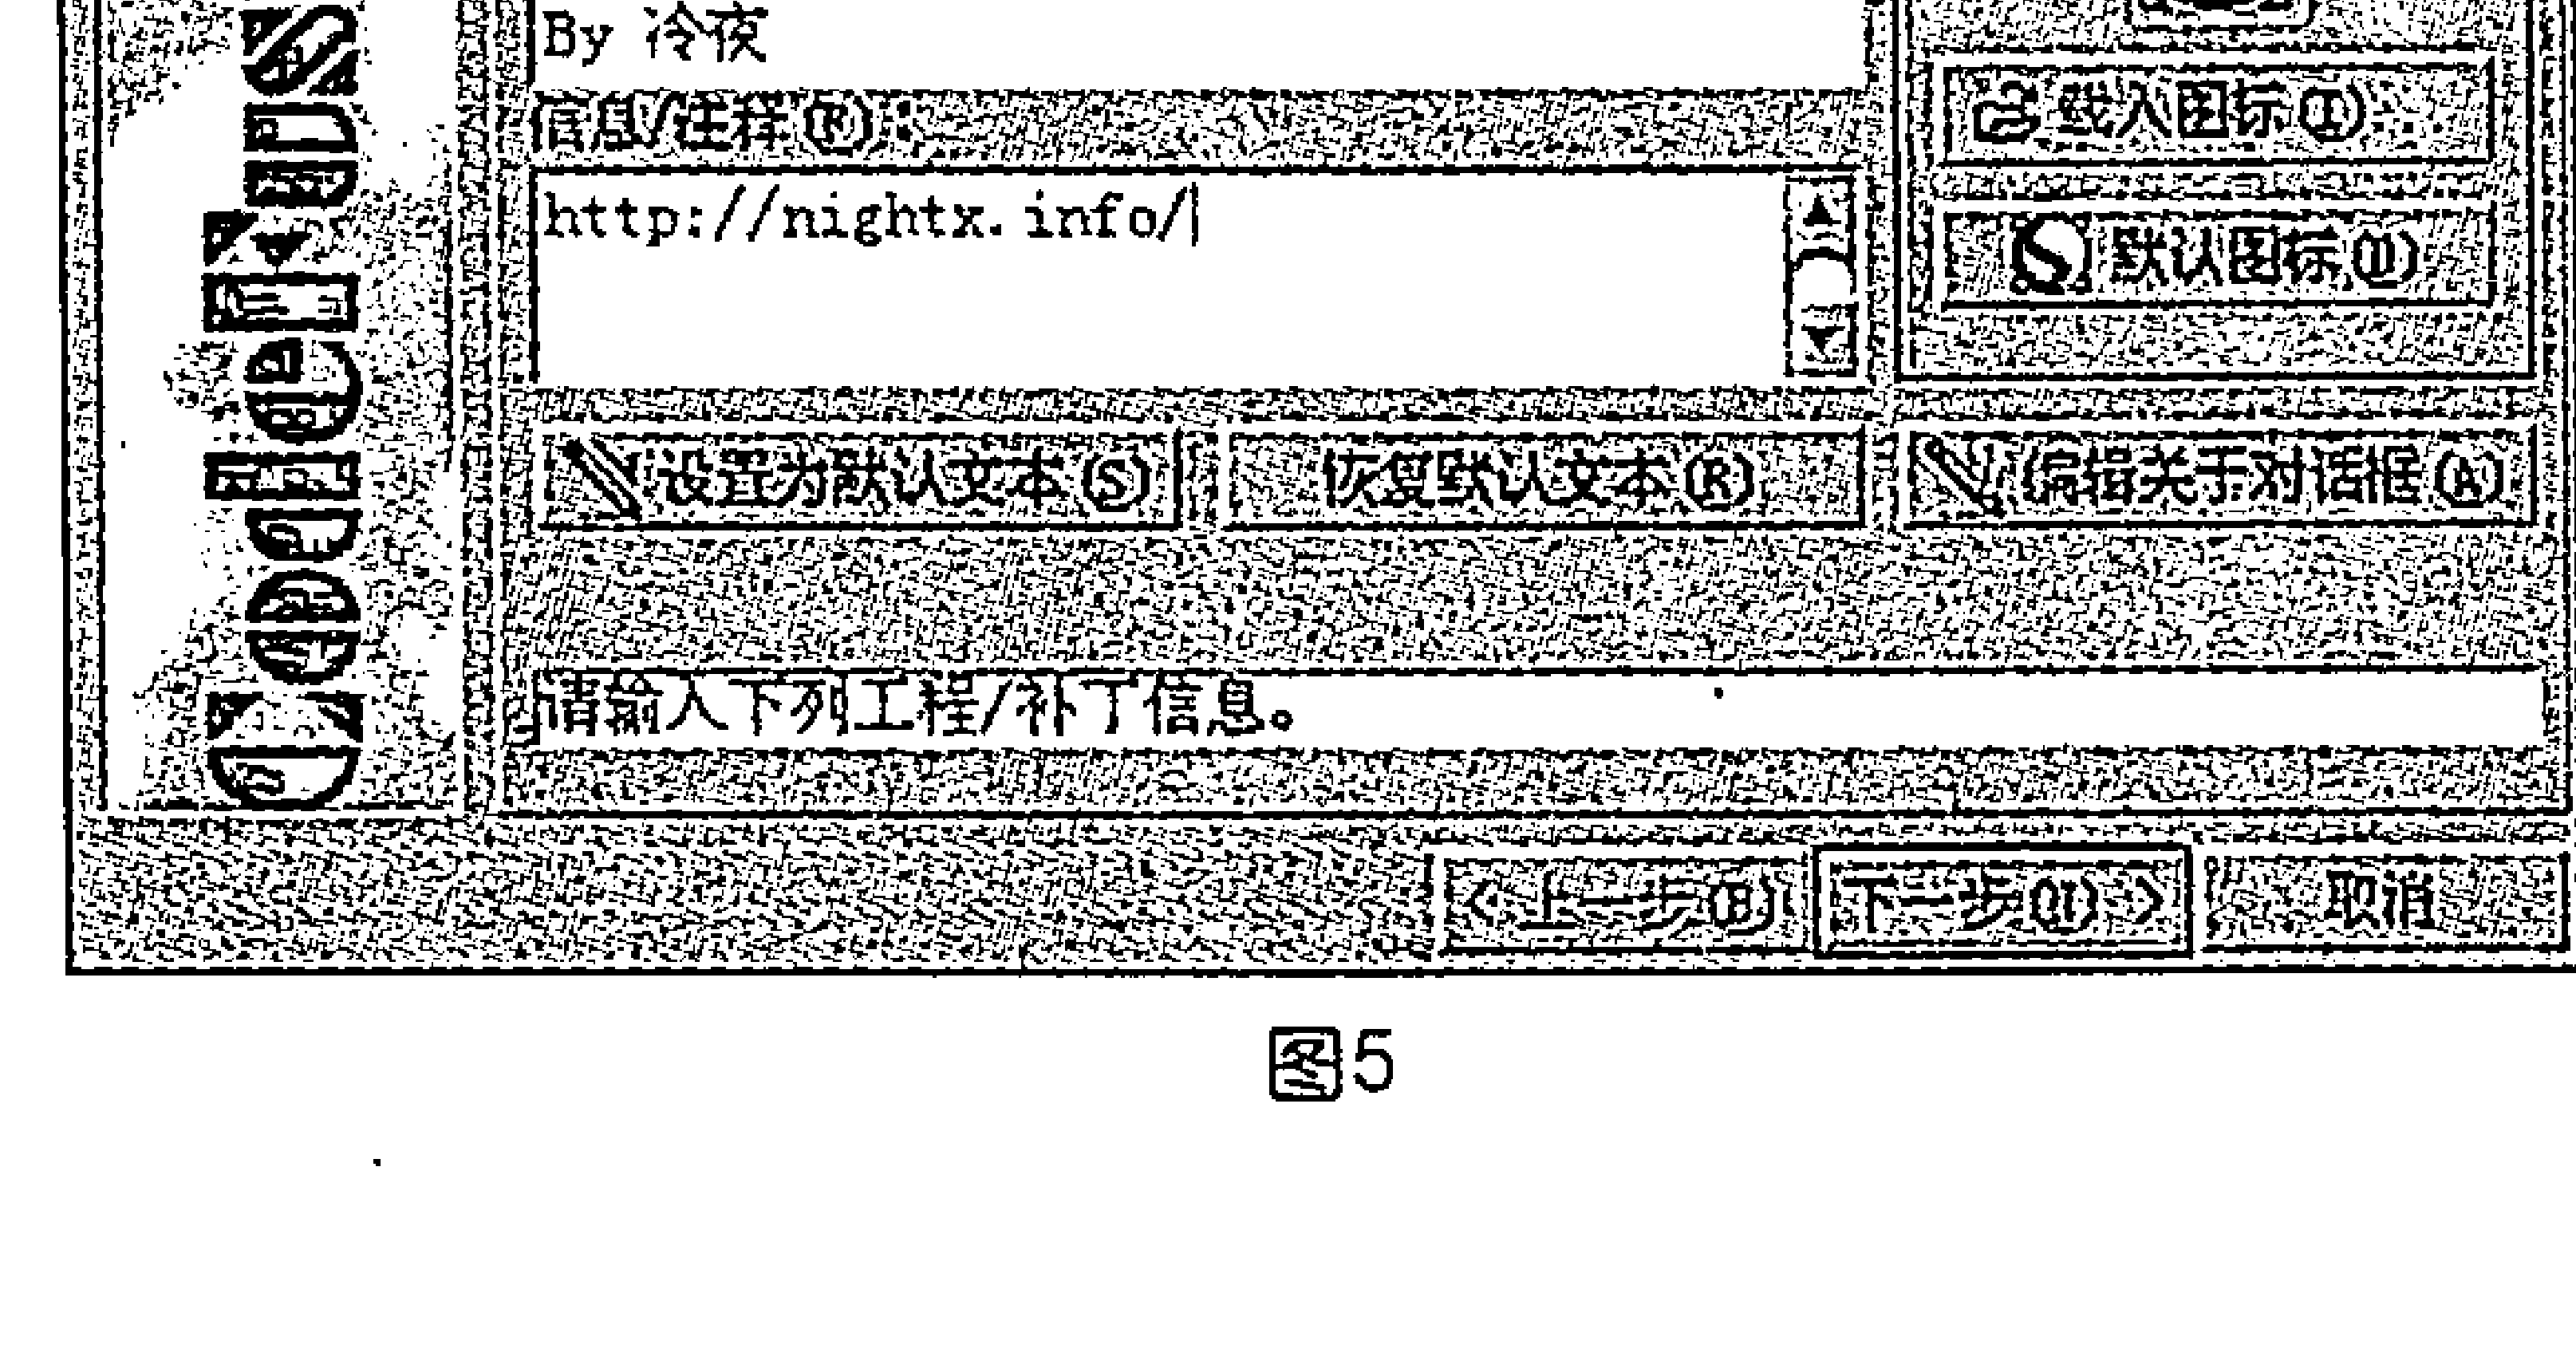 By 冷夜
信息/注释(R):
线入图标(I)
http://nightx.info/
默认图标(U)
设置为默认文本(S)
恢复默认文本(R)
编辑关于对话据(A)
请输入下列工程/补丁信息。
<上一步(B)
下一步(N)>
取消
图5